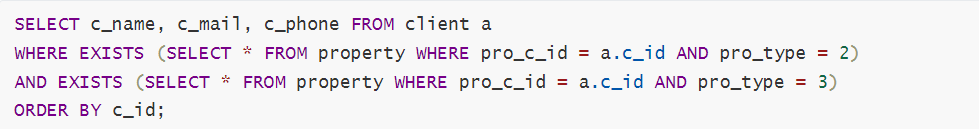 SELECT c_name, c_mail, c_phone FROM client a
WHERE EXISTS (SELECT * FROM property WHERE pro_c_id = a.c_id AND pro_type = 2)
AND EXISTS (SELECT * FROM property WHERE pro_c_id = a.c_id AND pro_type = 3)
ORDER BY c_id;